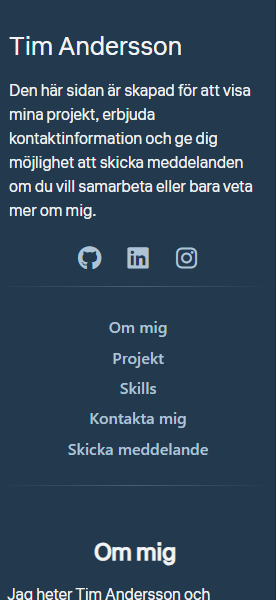 Tim Andersson
Den här sidan är skapad för att visa
mina projekt, erbjuda
kontaktinformation och ge dig
möjlighet att skicka meddelanden
om du vill samarbeta eller bara veta
mer om mig.
in
Om mig
Projekt
Skills
Kontakta mig
Skicka meddelande
Om mig
Jag heter Tim Andersson och